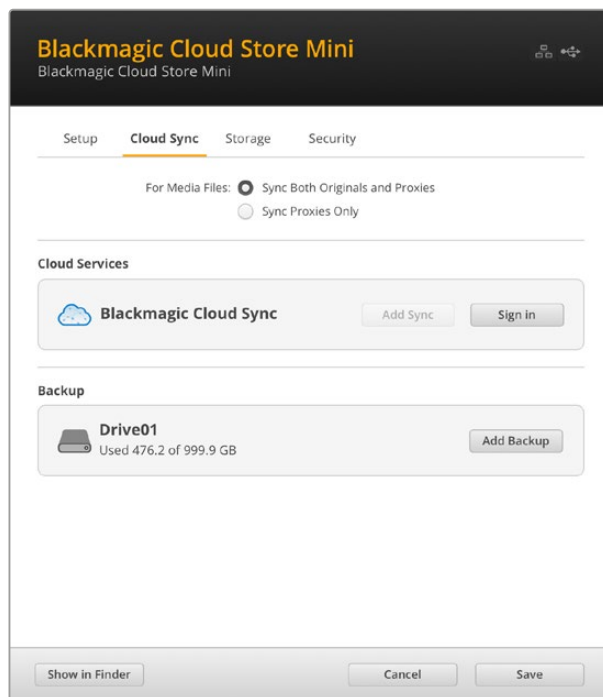 Blackmagic Cloud Store Mini
Blackmagic Cloud Store Mini
Setup Cloud Sync Storage Security
For Media Files: Sync Both Originals and Proxies
Sync Proxies Only
Cloud Services
Blackmagic Cloud Sync Add Sync Sign in
Backup
Drive01
Used 476.2 of 999.9 GB
Add Backup
Show in Finder Cancel Save